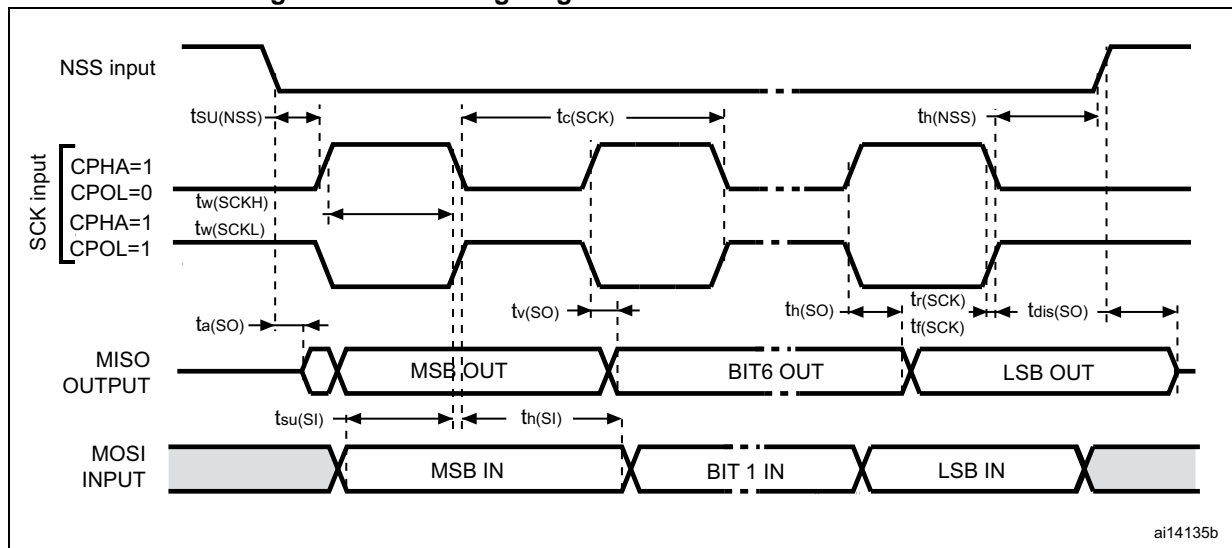 NSS input
tSU(NSS)
tc(SCK)
th(NSS)
SCK input
CPHA=1
CPOL=0
tw(SCKH)
CPHA=1
tw(SCKL)
CPOL=1
ta(SO)
tv(SO)
th(SO)
tr(SCK)
tf(SCK)
tdis(SO)
MISO
OUTPUT
MSB OUT
BIT6 OUT
LSB OUT
tsu(SI)
th(SI)
MOSI
INPUT
MSB IN
BIT 1 IN
LSB IN
ai14135b